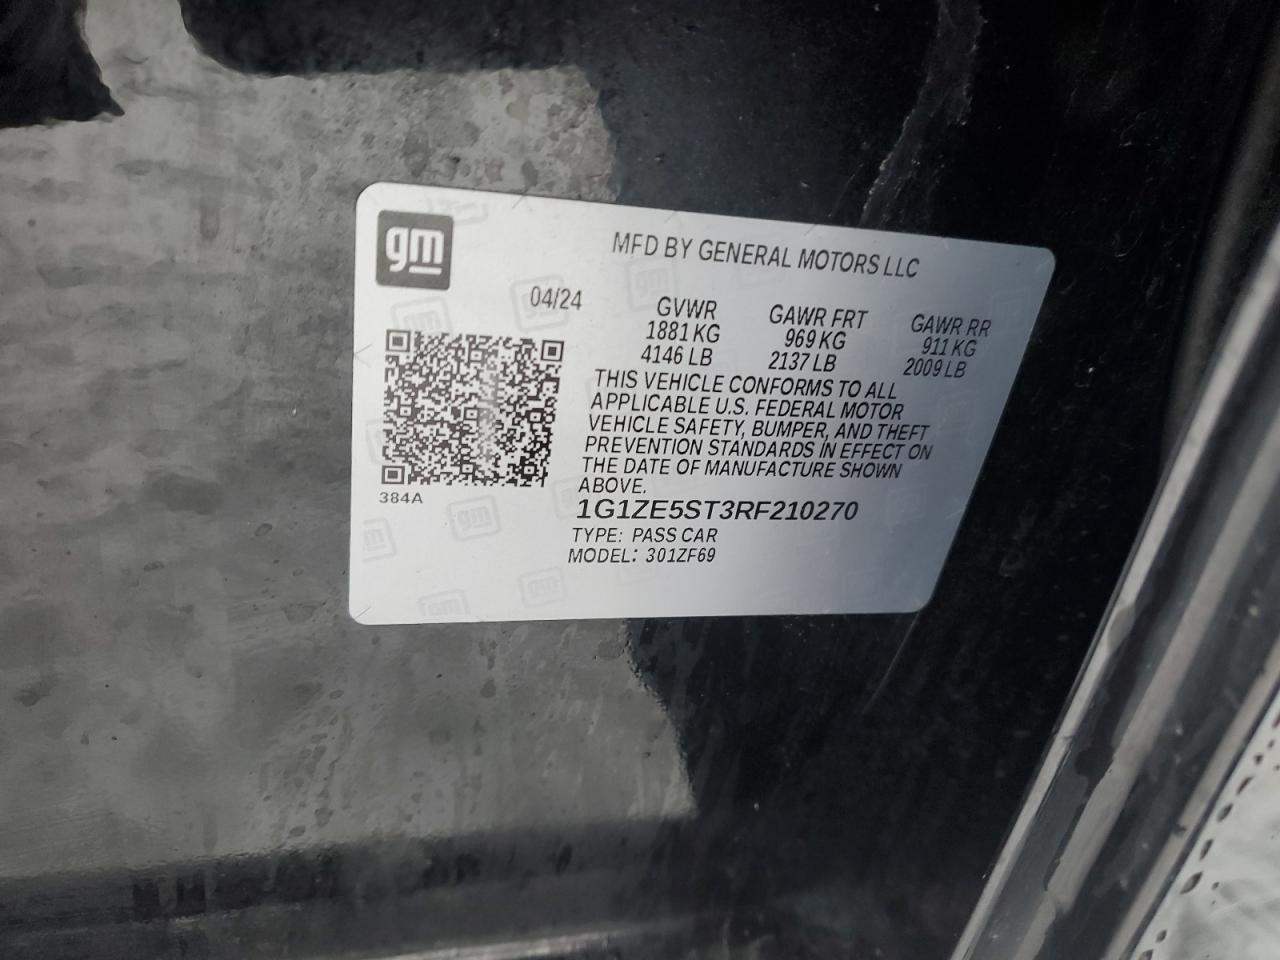 gm
MFD BY GENERAL MOTORS LLC
04/24 GVWR GAWR FRT GAWR RR
1881 KG 969 KG 911 KG
4146 LB 2137 LB 2009 LB
THIS VEHICLE CONFORMS TO ALL
APPLICABLE U.S. FEDERAL MOTOR
VEHICLE SAFETY, BUMPER, AND THEFT
PREVENTION STANDARDS IN EFFECT ON
THE DATE OF MANUFACTURE SHOWN
ABOVE.
384A
1G1ZE5ST3RF210270
TYPE: PASS CAR
MODEL: 301ZF69